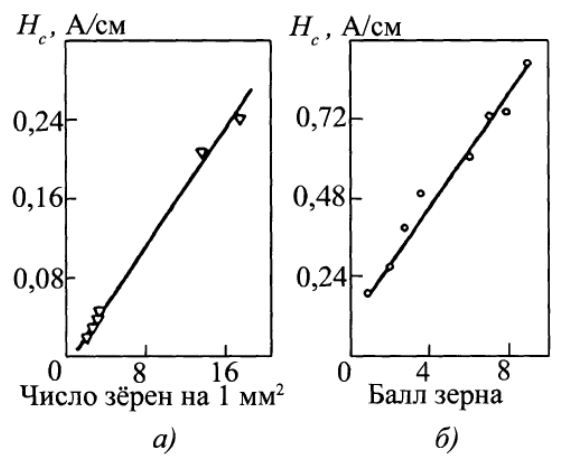 H_c, А/см
0,24
0,16
0,08
0
8
16
Число зёрен на 1 мм²
а)
H_c, А/см
0,72
0,48
0,24
0
4
8
Балл зерна
б)